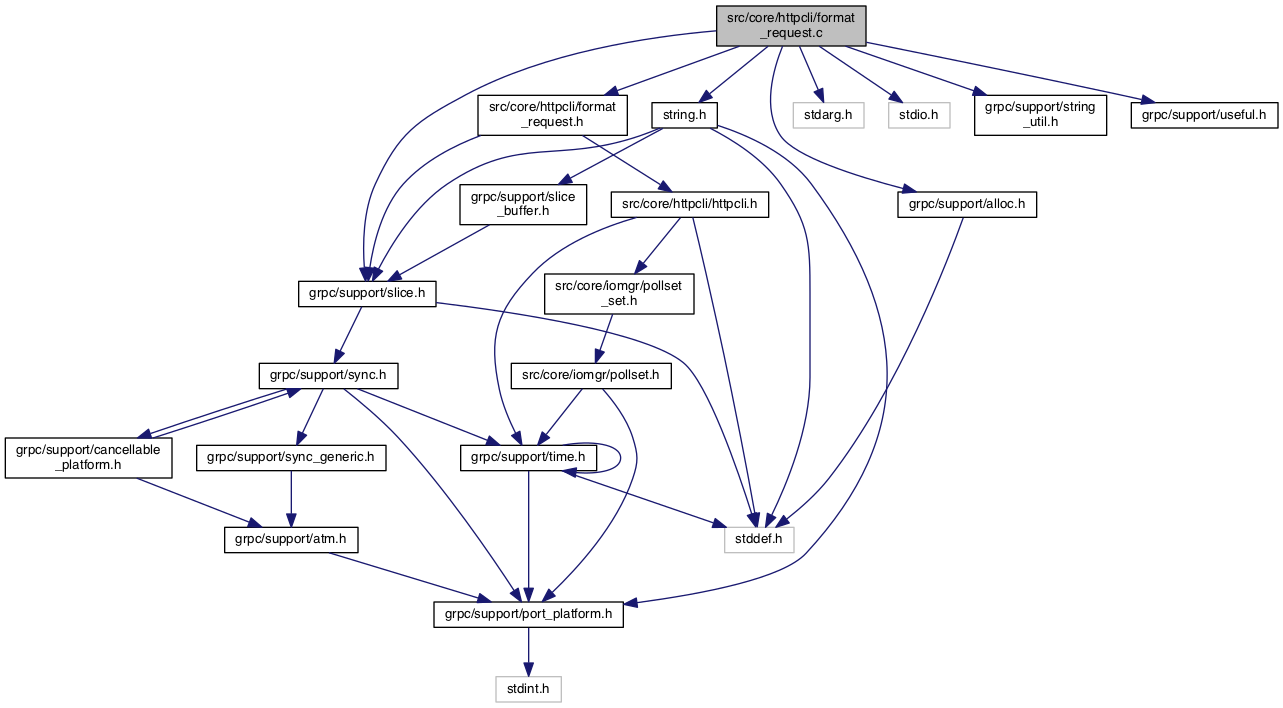 src/core/httpcli/format
_request.c
src/core/httpcli/format
_request.h
string.h
stdarg.h
stdio.h
grpc/support/string
_util.h
grpc/support/useful.h
grpc/support/slice
_buffer.h
src/core/httpcli/httpcli.h
grpc/support/alloc.h
grpc/support/slice.h
src/core/iomgr/pollset
_set.h
grpc/support/sync.h
src/core/iomgr/pollset.h
grpc/support/cancellable
_platform.h
grpc/support/sync_generic.h
grpc/support/time.h
grpc/support/atm.h
stddef.h
grpc/support/port_platform.h
stdint.h